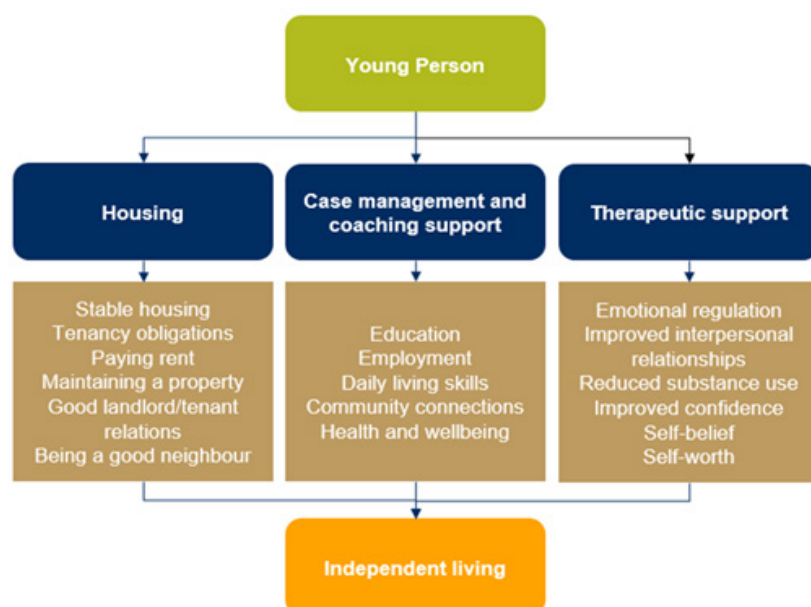 Young Person
Housing
Case management and
coaching support
Therapeutic support
Stable housing
Tenancy obligations
Paying rent
Maintaining a property
Good landlord/tenant
relations
Being a good neighbour
Education
Employment
Daily living skills
Community connections
Health and wellbeing
Emotional regulation
Improved interpersonal
relationships
Reduced substance use
Improved confidence
Self-belief
Self-worth
Independent living